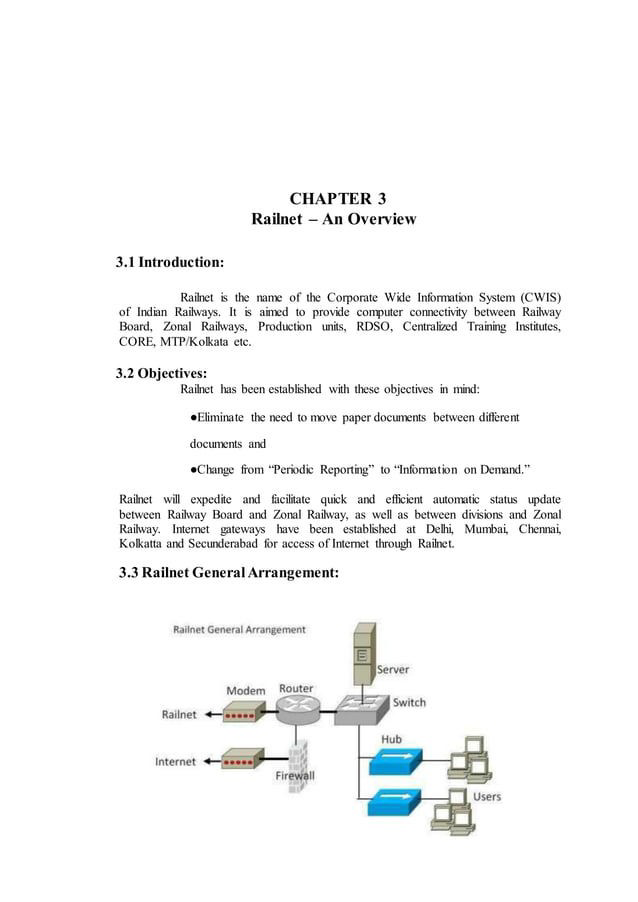 CHAPTER 3
Railnet – An Overview
3.1 Introduction:
Railnet is the name of the Corporate Wide Information System (CWIS)
of Indian Railways. It is aimed to provide computer connectivity between Railway
Board, Zonal Railways, Production units, RDSO, Centralized Training Institutes,
CORE, MTP/Kolkata etc.
3.2 Objectives:
Railnet has been established with these objectives in mind:
●Eliminate the need to move paper documents between different
documents and
●Change from “Periodic Reporting” to “Information on Demand.”
Railnet will expedite and facilitate quick and efficient automatic status update
between Railway Board and Zonal Railway, as well as between divisions and Zonal
Railway. Internet gateways have been established at Delhi, Mumbai, Chennai,
Kolkatta and Secunderabad for access of Internet through Railnet.
3.3 Railnet General Arrangement:
Railnet General Arrangement
Server
Modem
Router
Switch
Railnet
Hub
Internet
Firewall
Users